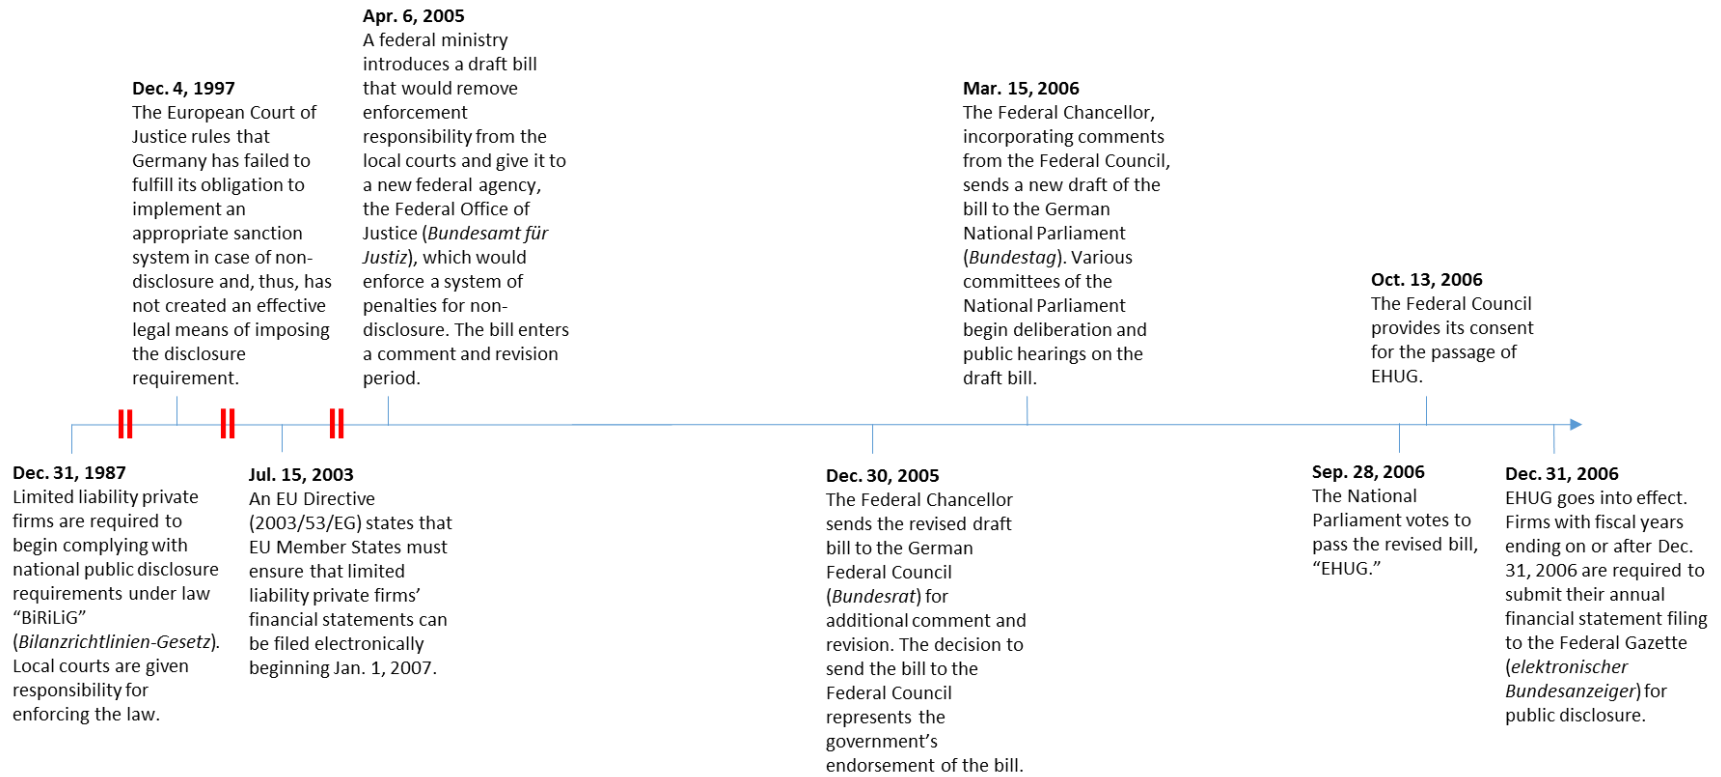 Apr. 6, 2005
A federal ministry
introduces a draft bill
that would remove
enforcement
responsibility from the
local courts and give it to
a new federal agency,
the Federal Office of
Justice (Bundesamt für
Justiz), which would
enforce a system of
penalties for non-
disclosure. The bill enters
a comment and revision
period.
Dec. 4, 1997
The European Court of
Justice rules that
Germany has failed to
fulfill its obligation to
implement an
appropriate sanction
system in case of non-
disclosure and, thus, has
not created an effective
legal means of imposing
the disclosure
requirement.
Mar. 15, 2006
The Federal Chancellor,
incorporating comments
from the Federal Council,
sends a new draft of the
bill to the German
National Parliament
(Bundestag). Various
committees of the
National Parliament
begin deliberation and
public hearings on the
draft bill.
Oct. 13, 2006
The Federal Council
provides its consent
for the passage of
EHUG.
Dec. 31, 1987
Limited liability private
firms are required to
begin complying with
national public disclosure
requirements under law
“BiRiLiG”
(Bilanzrichtlinien-Gesetz).
Local courts are given
responsibility for
enforcing the law.
Jul. 15, 2003
An EU Directive
(2003/53/EG) states that
EU Member States must
ensure that limited
liability private firms’
financial statements can
be filed electronically
beginning Jan. 1, 2007.
Dec. 30, 2005
The Federal Chancellor
sends the revised draft
bill to the German
Federal Council
(Bundesrat) for
additional comment and
revision. The decision to
send the bill to the
Federal Council
represents the
government’s
endorsement of the bill.
Sep. 28, 2006
The National
Parliament votes to
pass the revised bill,
“EHUG.”
Dec. 31, 2006
EHUG goes into effect.
Firms with fiscal years
ending on or after Dec.
31, 2006 are required to
submit their annual
financial statement filing
to the Federal Gazette
(elektronischer
Bundesanzeiger) for
public disclosure.